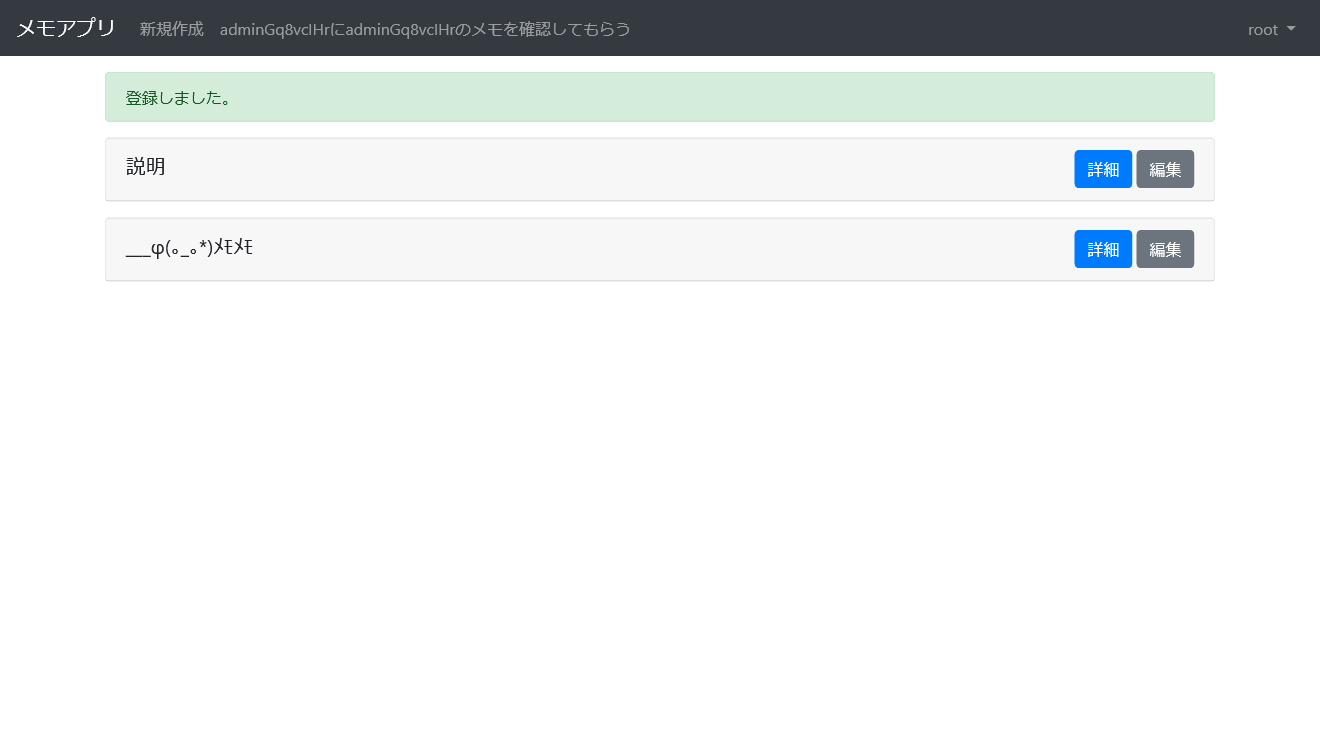 メモアプリ 新規作成 adminGq8vcIHrにadminGq8vcIHrのメモを確認してもらう root
登録しました。
説明 詳細 編集
___φ(｡_｡*)ﾒﾓﾒﾓ 詳細 編集